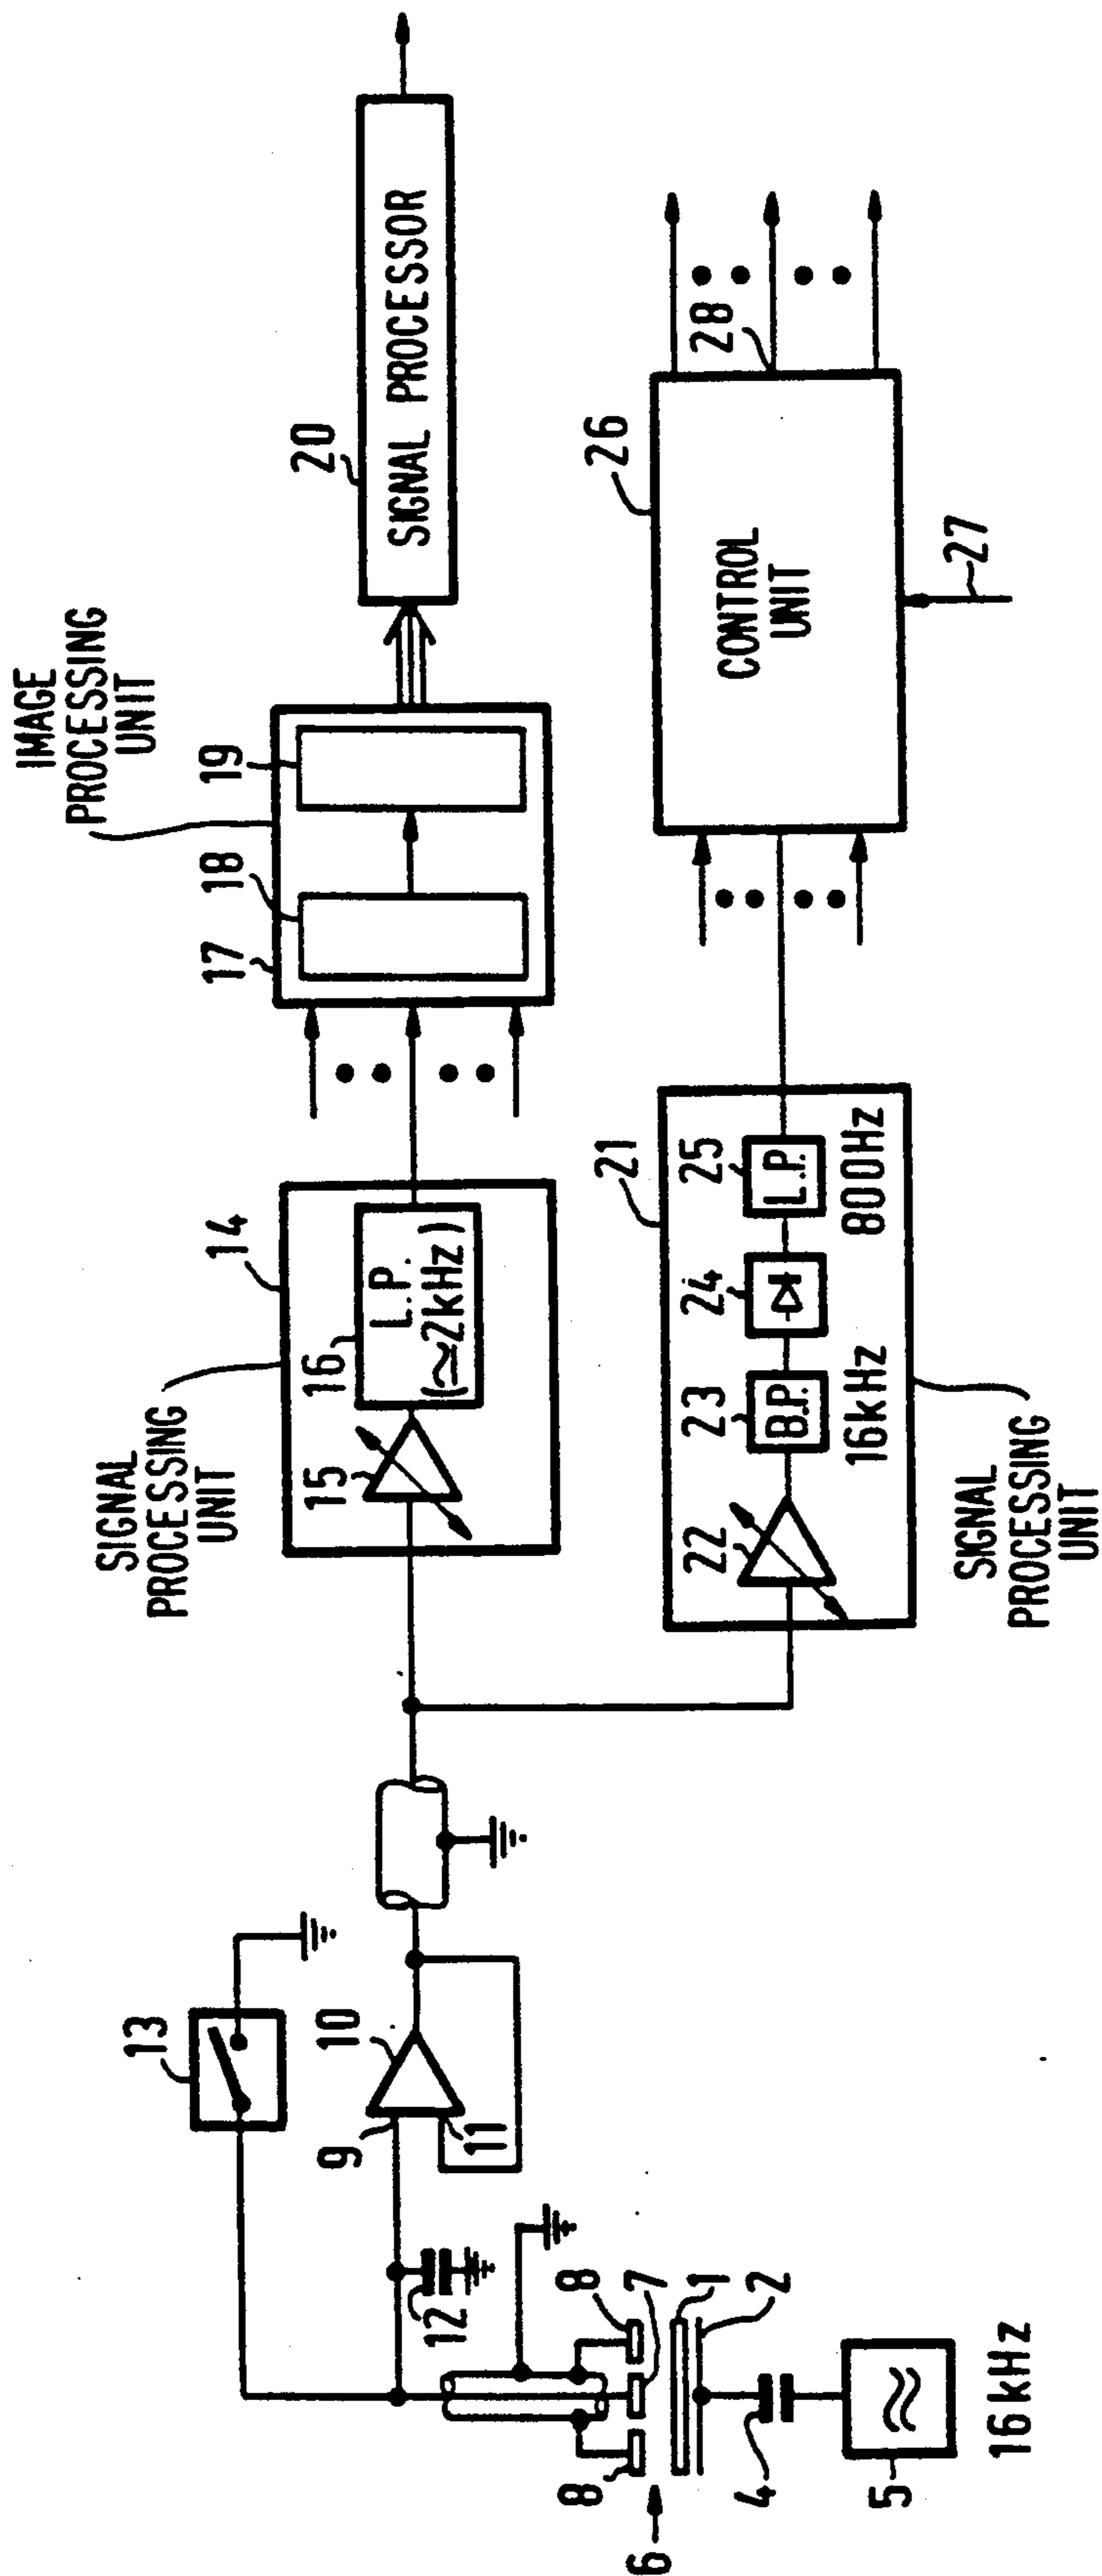 IMAGE
PROCESSING
UNIT
SIGNAL
PROCESSING
UNIT
13
14
17
18
19
20
SIGNAL PROCESSOR
9
10
11
15
16
L.P.
(≃2kHz)
12
8
8
7
1
2
6
4
5
16kHz
21
22
23
B.P.
16kHz
24
25
L.P.
800Hz
SIGNAL
PROCESSING
UNIT
26
CONTROL
UNIT
27
28